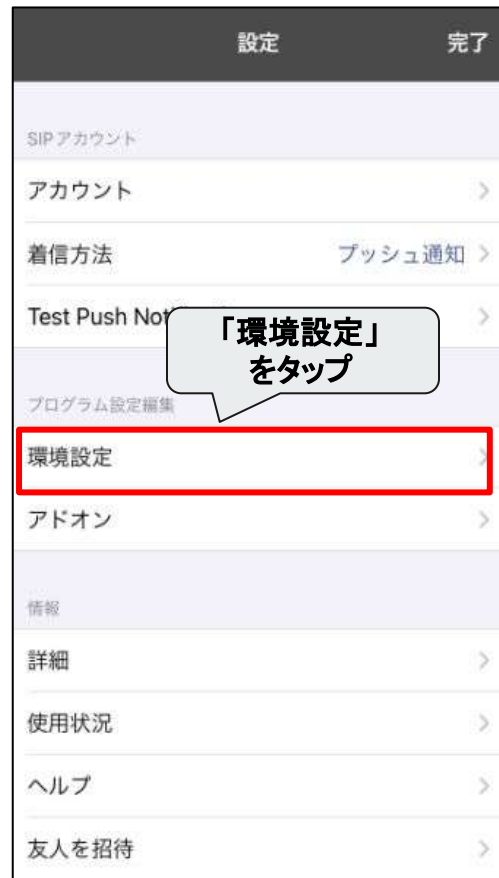 設定
完了
SIP アカウント
アカウント
着信方法
プッシュ通知
Test Push
「環境設定」
をタップ
プログラム設定編集
環境設定
アドオン
情報
詳細
使用状況
ヘルプ
友人を招待